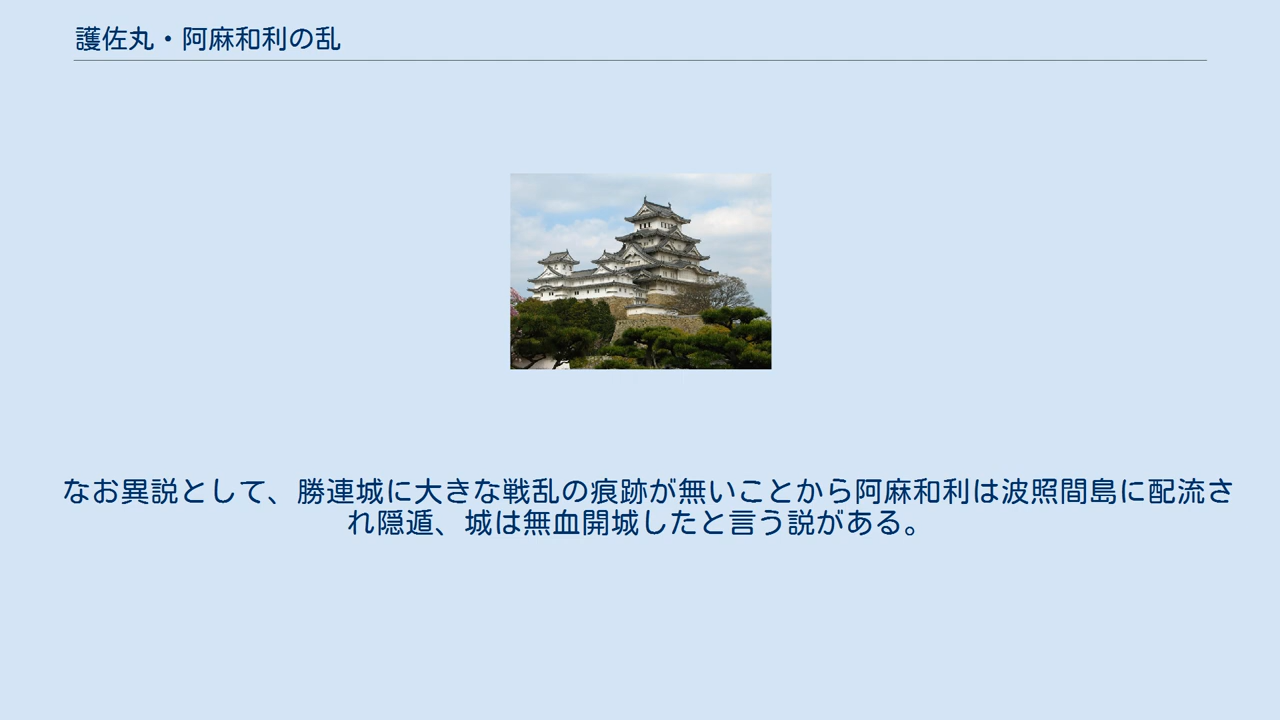 護佐丸・阿麻和利の乱
なお異説として、勝連城に大きな戦乱の痕跡が無いことから阿麻和利は波照間島に配流さ
れ隠遁、城は無血開城したと言う説がある。